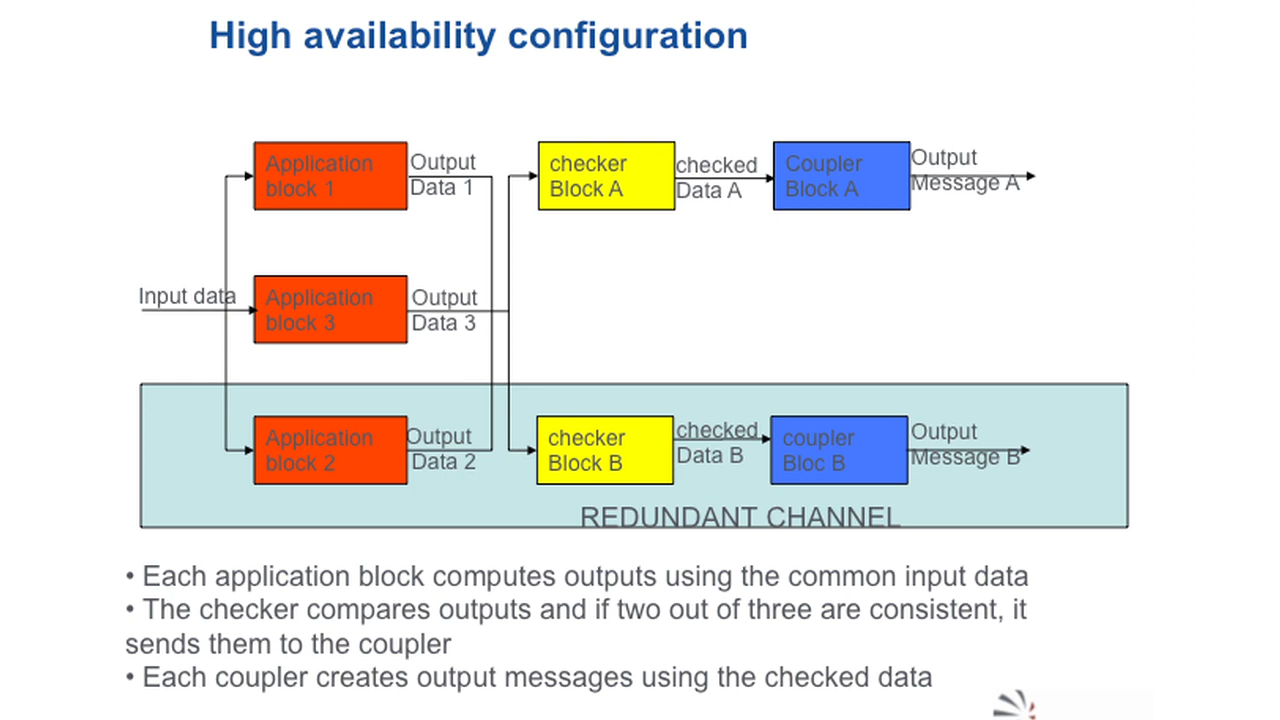 High availability configuration
Application
block 1
Output
Data 1
checker
Block A
checked
Data A
Coupler
Block A
Output
Message A
Input data
Application
block 3
Output
Data 3
Application
block 2
Output
Data 2
checker
Block B
checked
Data B
coupler
Bloc B
Output
Message B
REDUNDANT CHANNEL
• Each application block computes outputs using the common input data
• The checker compares outputs and if two out of three are consistent, it
sends them to the coupler
• Each coupler creates output messages using the checked data